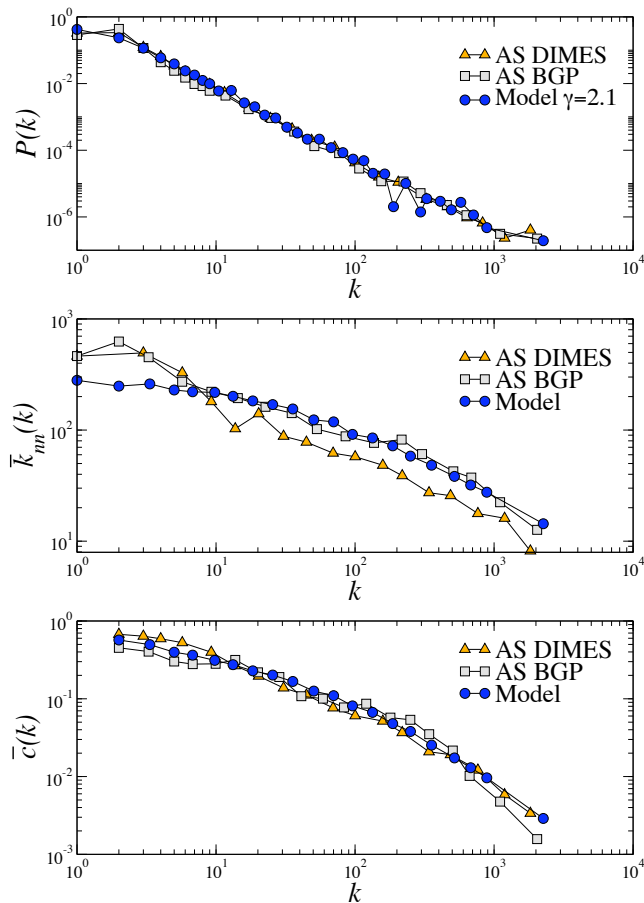 10^0
10^-2
10^-4
10^-6
P(k)
AS DIMES
AS BGP
Model γ=2.1
10^0 10^1 10^2 10^3 10^4
k
10^3
10^2
10^1
k̅_nn(k)
AS DIMES
AS BGP
Model
10^0 10^1 10^2 10^3 10^4
k
10^0
10^-1
10^-2
10^-3
c̅(k)
AS DIMES
AS BGP
Model
10^0 10^1 10^2 10^3 10^4
k